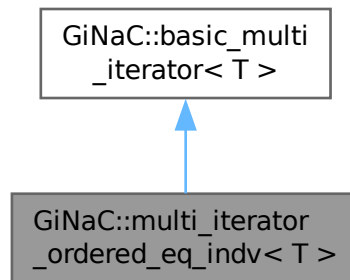 GiNaC::basic_multi
_iterator< T >
GiNaC::multi_iterator
_ordered_eq_indv< T >